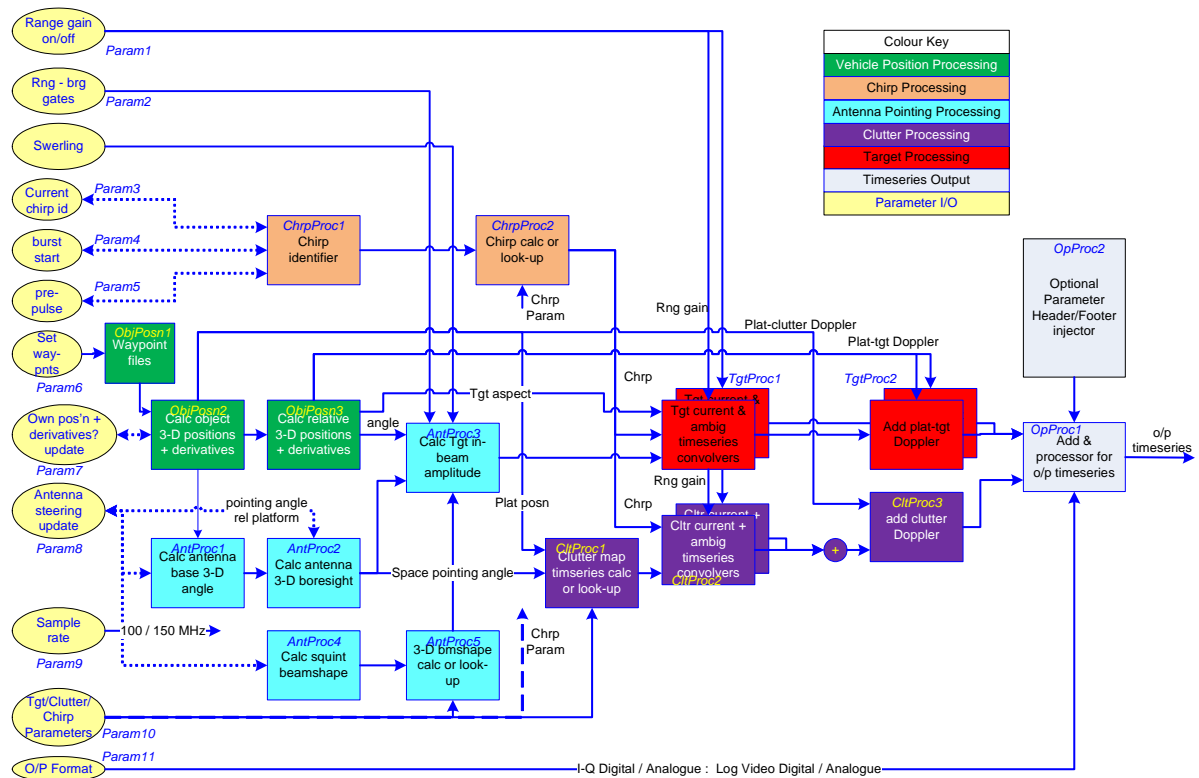 Range gain
on/off
Param1
Rng - brg
gates
Param2
Swerling
Current
chirp id
Param3
burst
start
Param4
pre-
pulse
Param5
Set
way-
pnts
Param6
Own pos'n +
derivatives?
update
Param7
Antenna
steering
update
Param8
Sample
rate
Param9
100 / 150 MHz
Tgt/Clutter/
Chirp
Parameters
Param10
Param11
O/P Format
I-Q Digital / Analogue : Log Video Digital / Analogue
Colour Key
Vehicle Position Processing
Chirp Processing
Antenna Pointing Processing
Clutter Processing
Target Processing
Timeseries Output
Parameter I/O
ChrpProc1
Chirp
identifier
ChrpProc2
Chirp calc or
look-up
Chrp
Param
ObjPosn1
Waypoint
files
ObjPosn2
Calc object
3-D positions
+ derivatives
ObjPosn3
Calc relative
3-D positions
+ derivatives
Tgt aspect
angle
AntProc3
Calc Tgt in-
beam
amplitude
pointing angle
rel platform
AntProc1
Calc antenna
base 3-D
angle
AntProc2
Calc antenna
3-D boresight
Space pointing angle
Plat posn
AntProc4
Calc squint
beamshape
AntProc5
3-D bmshape
calc or look-
up
Chrp
Param
Rng gain
Chrp
Plat-clutter Doppler
Plat-tgt Doppler
TgtProc1
Tgt current &
Tgt current &
ambig
timeseries
convolvers
Rng gain
Chrp
TgtProc2
Add plat-tgt
Doppler
CltProc1
Clutter map
timseries calc
or look-up
Cltr current +
Cltr current +
ambig
timseries
convolvers
CltProc2
+
CltProc3
add clutter
Doppler
OpProc2
Optional
Parameter
Header/Footer
injector
OpProc1
Add &
processor for
o/p timeseries
o/p
timeseries